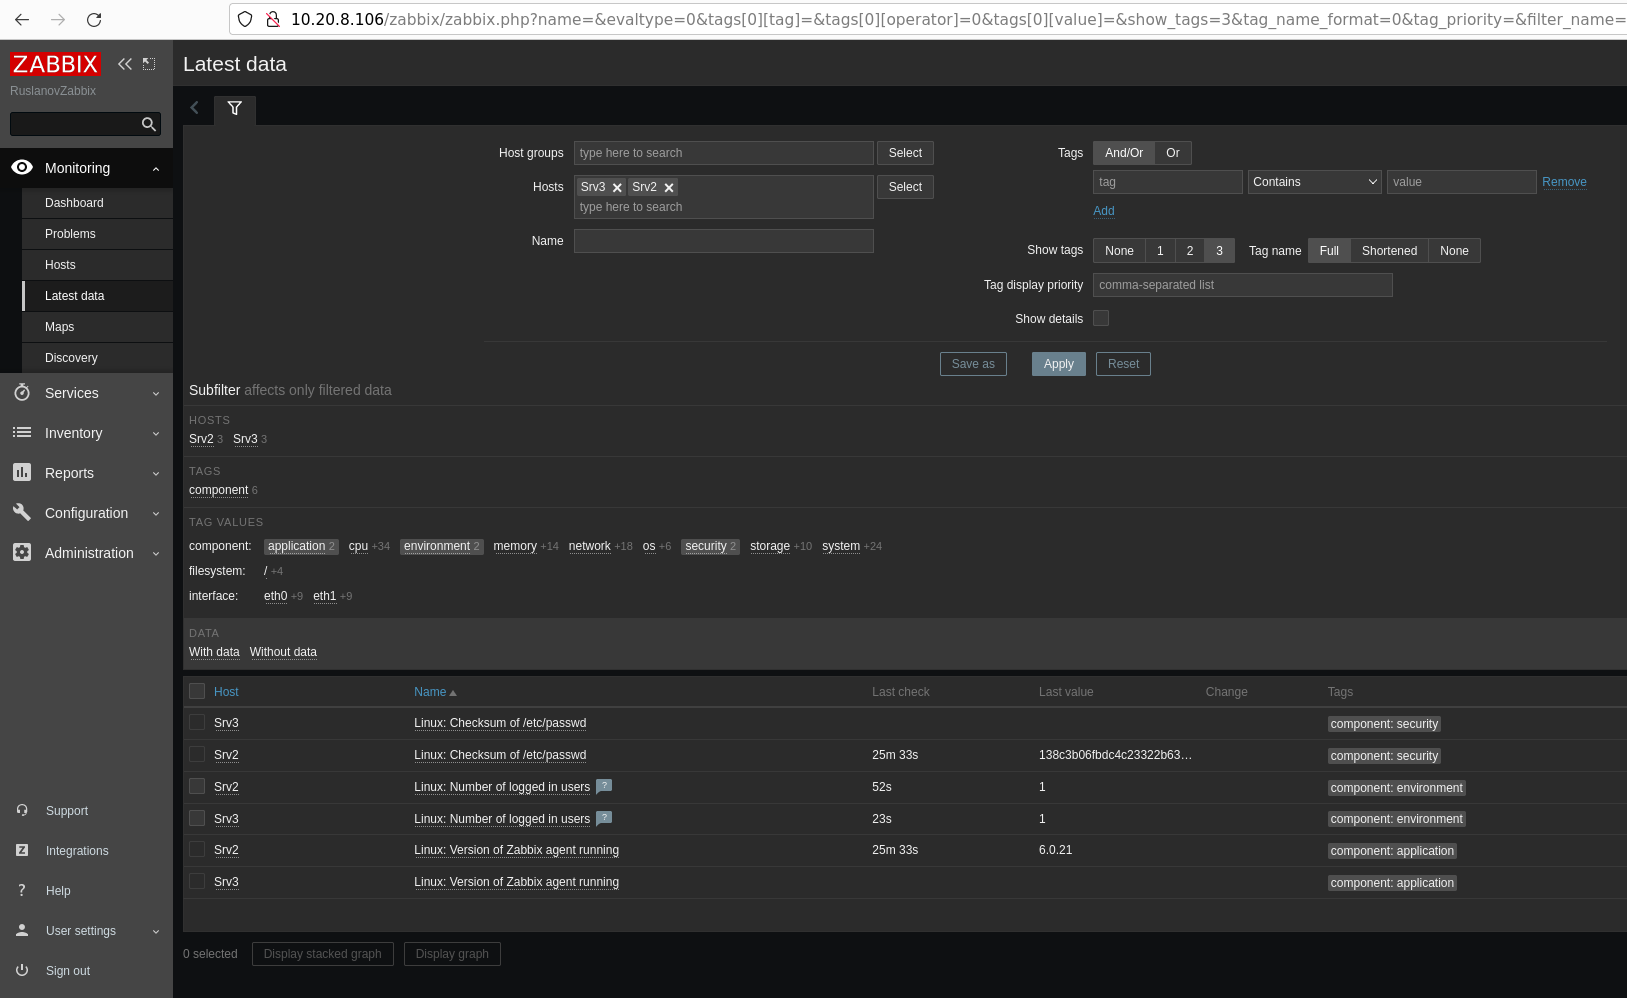 10.20.8.106/zabbix/zabbix.php?name=&evaltype=0&tags[0][tag]=&tags[0][operator]=0&tags[0][value]=&show_tags=3&tag_name_format=0&tag_priority=&filter_name=
ZABBIX
RuslanovZabbix
Monitoring
Dashboard
Problems
Hosts
Latest data
Maps
Discovery
Services
Inventory
Reports
Configuration
Administration
Support
Integrations
Help
User settings
Sign out
Latest data
Host groups type here to search Select
Hosts Srv3 Srv2 Select
type here to search
Name
Tags And/Or Or
tag Contains value Remove
Add
Show tags None 1 2 3 Tag name Full Shortened None
Tag display priority comma-separated list
Show details
Save as Apply Reset
Subfilter affects only filtered data
HOSTS
Srv2 3 Srv3 3
TAGS
component 6
TAG VALUES
component: application 2 cpu +34 environment 2 memory +14 network +18 os +6 security 2 storage +10 system +24
filesystem: / +4
interface: eth0 +9 eth1 +9
DATA
With data Without data
Host Name Last check Last value Change Tags
Srv3 Linux: Checksum of /etc/passwd component: security
Srv2 Linux: Checksum of /etc/passwd 25m 33s 138c3b06fbdc4c23322b63... component: security
Srv2 Linux: Number of logged in users ? 52s 1 component: environment
Srv3 Linux: Number of logged in users ? 23s 1 component: environment
Srv2 Linux: Version of Zabbix agent running 25m 33s 6.0.21 component: application
Srv3 Linux: Version of Zabbix agent running component: application
0 selected Display stacked graph Display graph